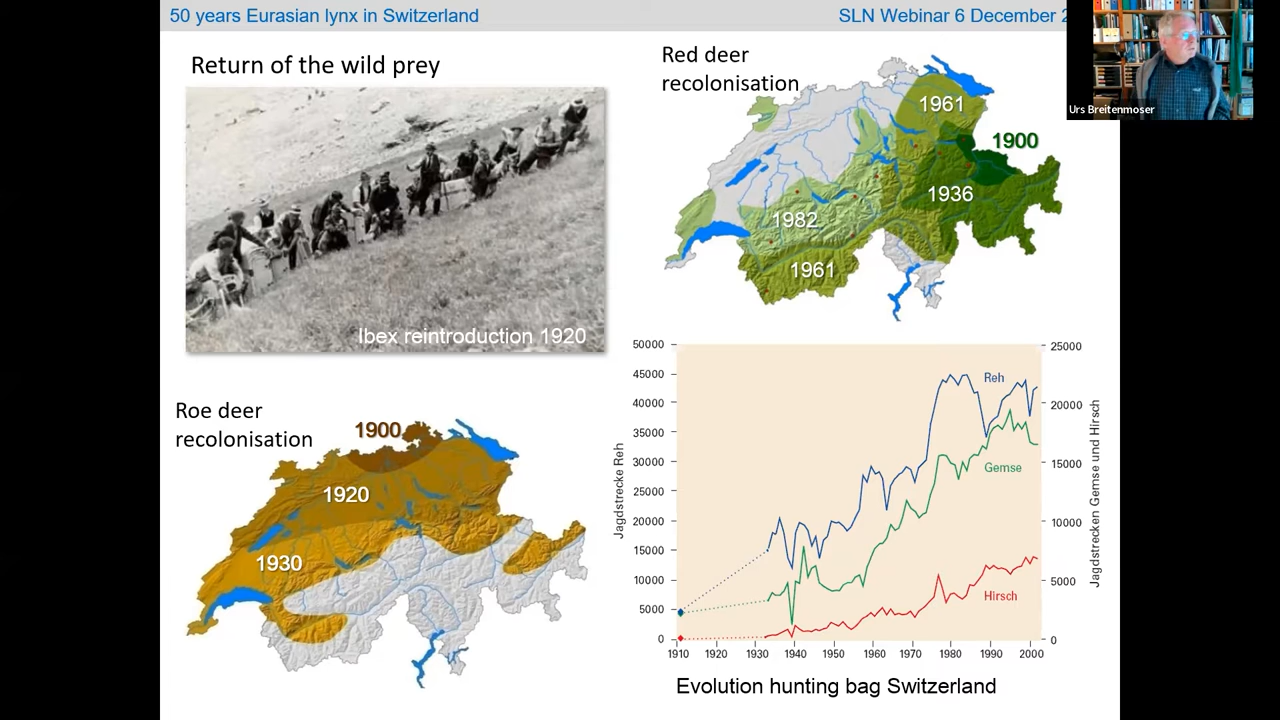 50 years Eurasian lynx in Switzerland
SLN Webinar 6 December
Urs Breitenmoser
Return of the wild prey
Ibex reintroduction 1920
Red deer
recolonisation
1961
1900
1936
1982
1961
Roe deer
recolonisation
1900
1920
1930
50000
45000
40000
35000
30000
25000
20000
15000
10000
5000
0
Jagdstrecke Reh
25000
20000
15000
10000
5000
0
Jagdstrecken Gemse und Hirsch
Reh
Gemse
Hirsch
1910 1920 1930 1940 1950 1960 1970 1980 1990 2000
Evolution hunting bag Switzerland